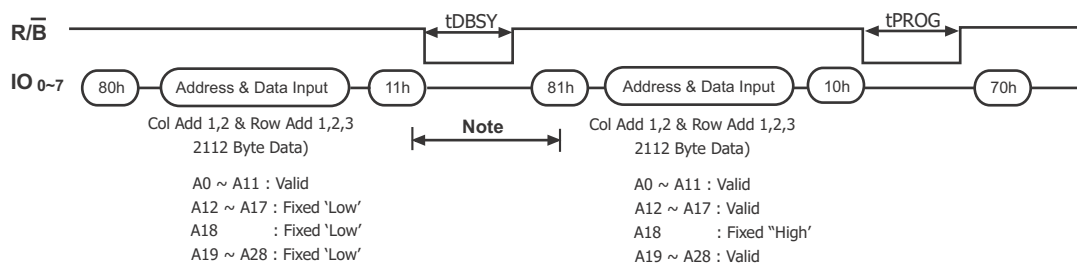 tDBSY
tPROG
R/B
IO 0~7
80h
Address & Data Input
11h
81h
Address & Data Input
10h
70h
Note
Col Add 1,2 & Row Add 1,2,3
2112 Byte Data)
A0 ~ A11 : Valid
A12 ~ A17 : Fixed ‘Low’
A18 : Fixed ‘Low’
A19 ~ A28 : Fixed ‘Low’
Col Add 1,2 & Row Add 1,2,3
2112 Byte Data)
A0 ~ A11 : Valid
A12 ~ A17 : Valid
A18 : Fixed “High’
A19 ~ A28 : Valid